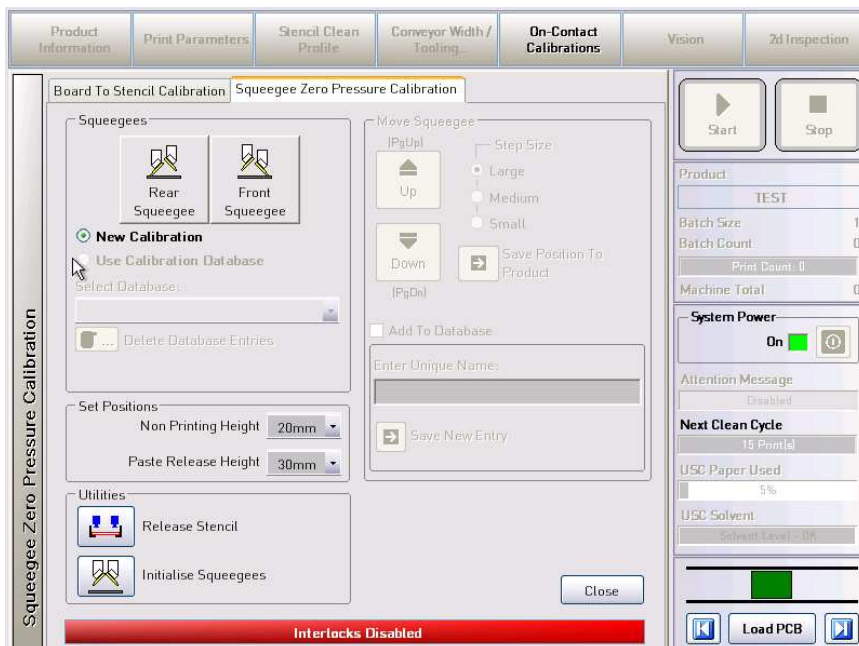 Product Information
Print Parameters
Stencil Clean Profile
Conveyor Width / Tooling...
On-Contact Calibrations
Vision
2d Inspection
Squeegee Zero Pressure Calibration
Board To Stencil Calibration
Squeegee Zero Pressure Calibration
Squeegees
Rear Squeegee
Front Squeegee
New Calibration
Use Calibration Database
Select Database:
... Delete Database Entries
Set Positions
Non Printing Height 20mm
Paste Release Height 30mm
Utilities
Release Stencil
Initialise Squeegees
Move Squeegee
(PgUp)
Up
Step Size
Large
Medium
Small
Down
(PgDn)
Save Position To Product
Add To Database
Enter Unique Name:
Save New Entry
Close
Interlocks Disabled
Start
Stop
Product
TEST
Batch Size 1
Batch Count 0
Print Count: 0
Machine Total 0
System Power
On
Attention Message
Disabled
Next Clean Cycle
15 Print(s)
USC Paper Used
5%
USC Solvent
Solvent Level - OK
Load PCB